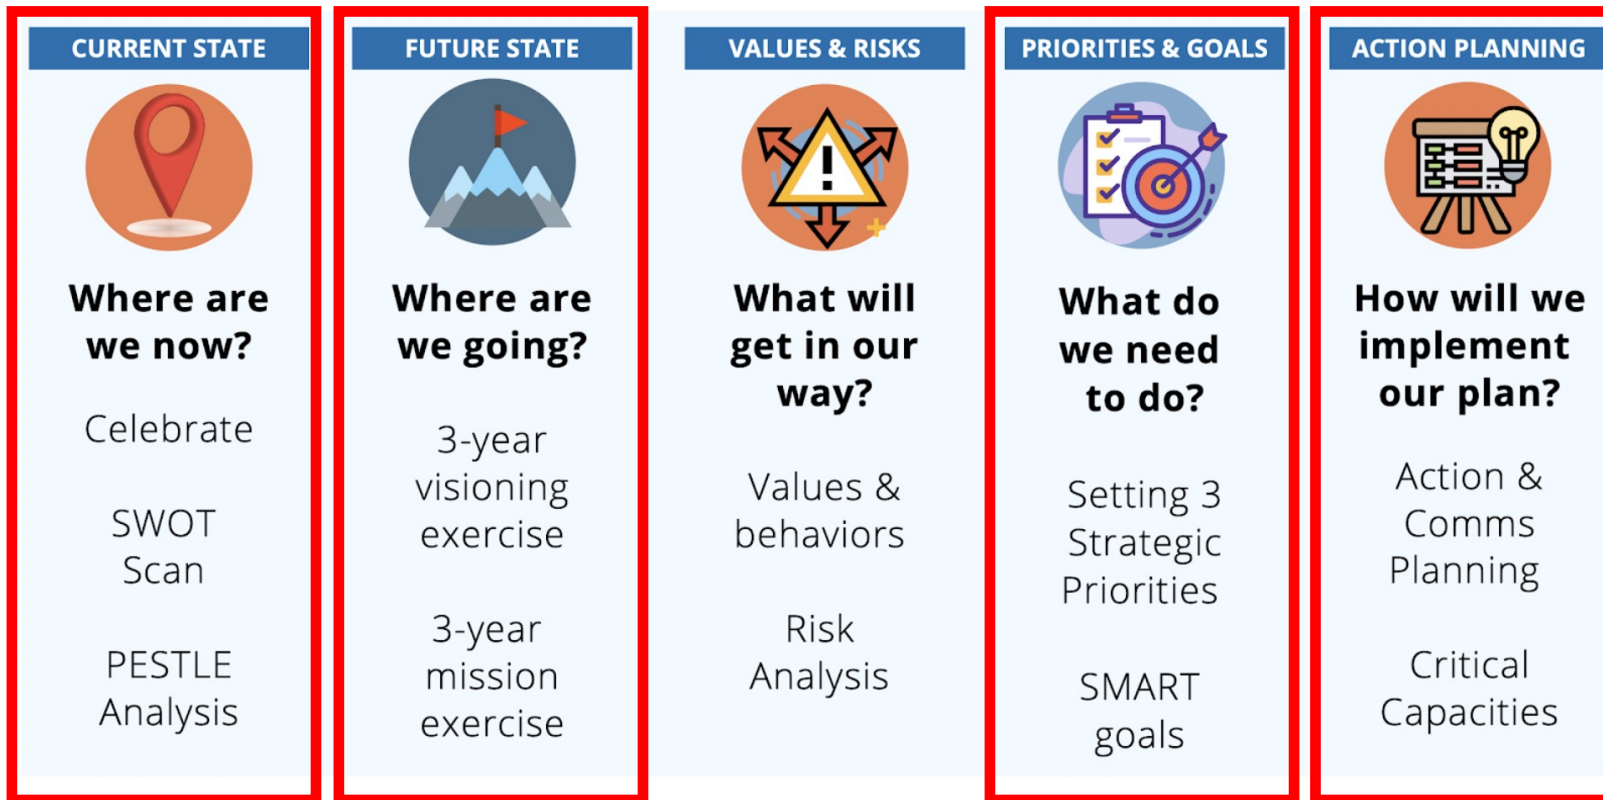 CURRENT STATE
Where are
we now?
Celebrate
SWOT
Scan
PESTLE
Analysis
FUTURE STATE
Where are
we going?
3-year
visioning
exercise
3-year
mission
exercise
VALUES & RISKS
What will
get in our
way?
Values &
behaviors
Risk
Analysis
PRIORITIES & GOALS
What do
we need
to do?
Setting 3
Strategic
Priorities
SMART
goals
ACTION PLANNING
How will we
implement
our plan?
Action &
Comms
Planning
Critical
Capacities